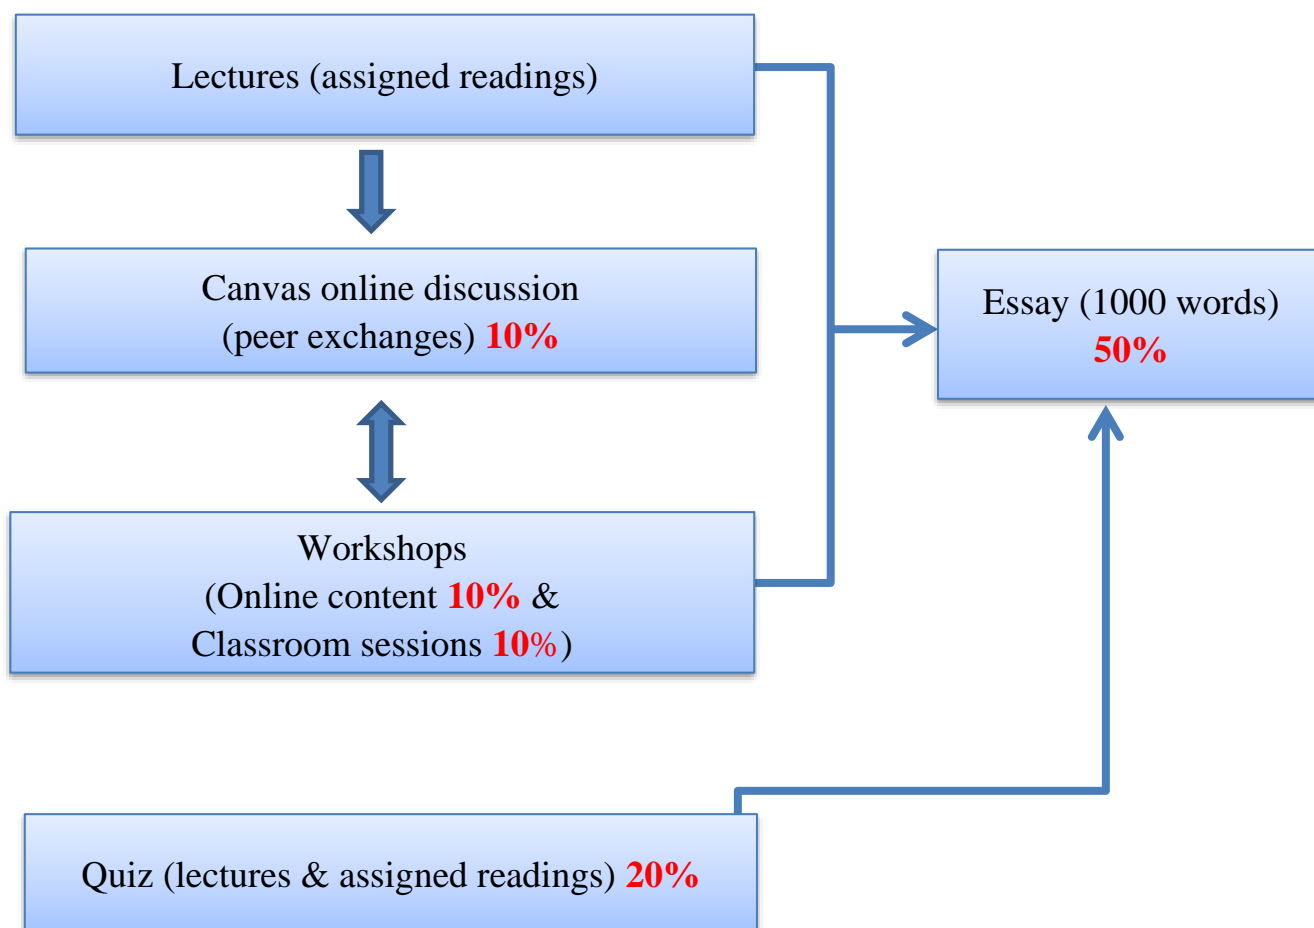 Lectures (assigned readings)
Canvas online discussion
(peer exchanges) 10%
Essay (1000 words)
50%
Workshops
(Online content 10% &
Classroom sessions 10%)
Quiz (lectures & assigned readings) 20%